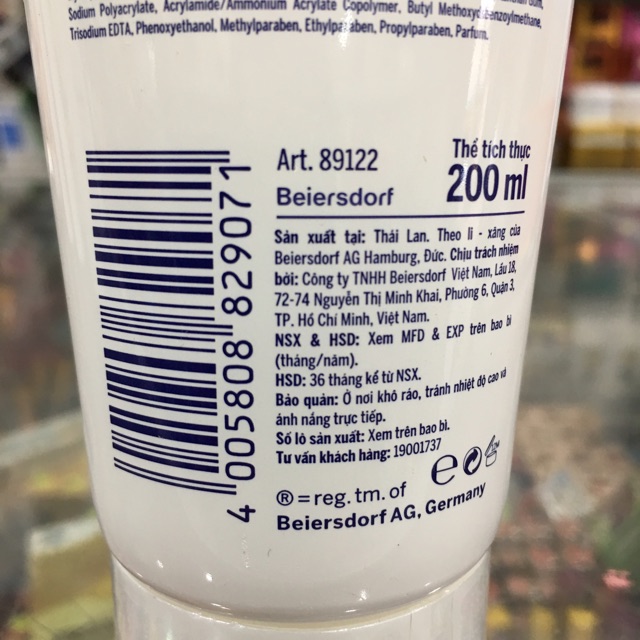 Sodium Polyacrylate, Acrylamide/Ammonium Acrylate Copolymer, Butyl Methoxydibenzoylmethane,
Trisodium EDTA, Phenoxyethanol, Methylparaben, Ethylparaben, Propylparaben, Parfum.
Art. 89122
Thể tích thực
Beiersdorf
200 ml
Sản xuất tại: Thái Lan. Theo li - xăng của
Beiersdorf AG Hamburg, Đức. Chịu trách nhiệm
bởi: Công ty TNHH Beiersdorf Việt Nam, Lầu 18,
72-74 Nguyễn Thị Minh Khai, Phường 6, Quận 3,
TP. Hồ Chí Minh, Việt Nam.
NSX & HSD: Xem MFD & EXP trên bao bì
(tháng/năm).
HSD: 36 tháng kể từ NSX.
Bảo quản: Ở nơi khô ráo, tránh nhiệt độ cao và
ánh nắng trực tiếp.
Số lô sản xuất: Xem trên bao bì.
Tư vấn khách hàng: 19001737
e
® = reg. tm. of
Beiersdorf AG, Germany
4 005808 829071